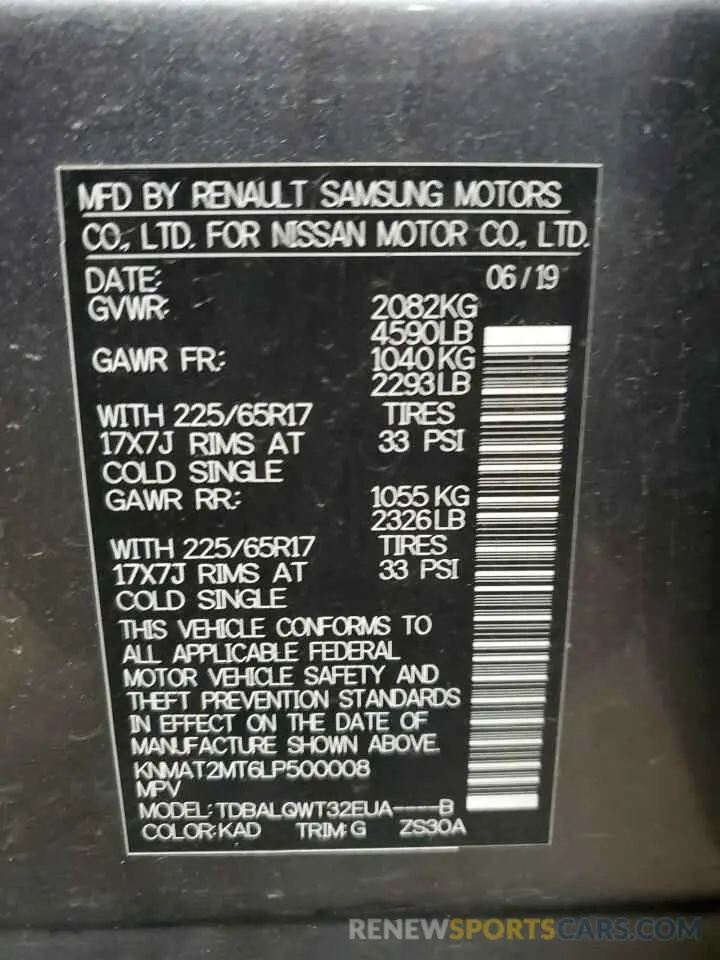 MFD BY RENAULT SAMSUNG MOTORS
CO., LTD. FOR NISSAN MOTOR CO., LTD.
DATE: 06/19
GVWR: 2082KG
4590LB
GAWR FR: 1040KG
2293LB
WITH 225/65R17 TIRES
17X7J RIMS AT 33 PSI
COLD SINGLE
GAWR RR: 1055KG
2326LB
WITH 225/65R17 TIRES
17X7J RIMS AT 33 PSI
COLD SINGLE
THIS VEHICLE CONFORMS TO
ALL APPLICABLE FEDERAL
MOTOR VEHICLE SAFETY AND
THEFT PREVENTION STANDARDS
IN EFFECT ON THE DATE OF
MANUFACTURE SHOWN ABOVE.
KNMAT2MT6LP500008
MPV
MODEL: TDBALQWT32EUA----B
COLOR: KAD TRIM: G ZS30A
RENEWSPORTSCARS.COM